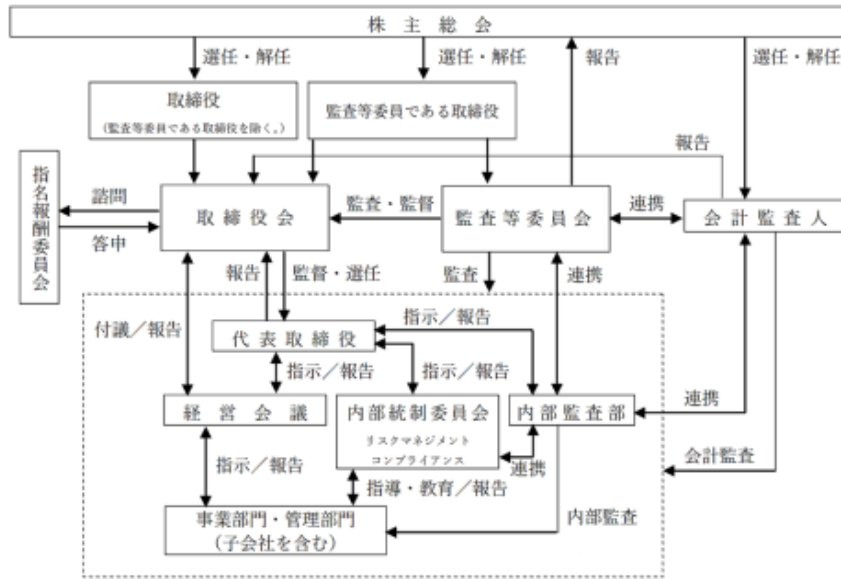 株主総会
選任・解任
選任・解任
報告
選任・解任
取締役
(監査等委員である取締役を除く。)
監査等委員である取締役
報告
指名報酬委員会
諮問
答申
取締役会
監査・監督
監査等委員会
連携
会計監査人
報告
監督・選任
監査
連携
付議／報告
代表取締役
指示／報告
指示／報告
指示／報告
経営会議
内部統制委員会
リスクマネジメント
コンプライアンス
内部監査部
連携
連携
指示／報告
会計監査
指導・教育／報告
内部監査
事業部門・管理部門
(子会社を含む)